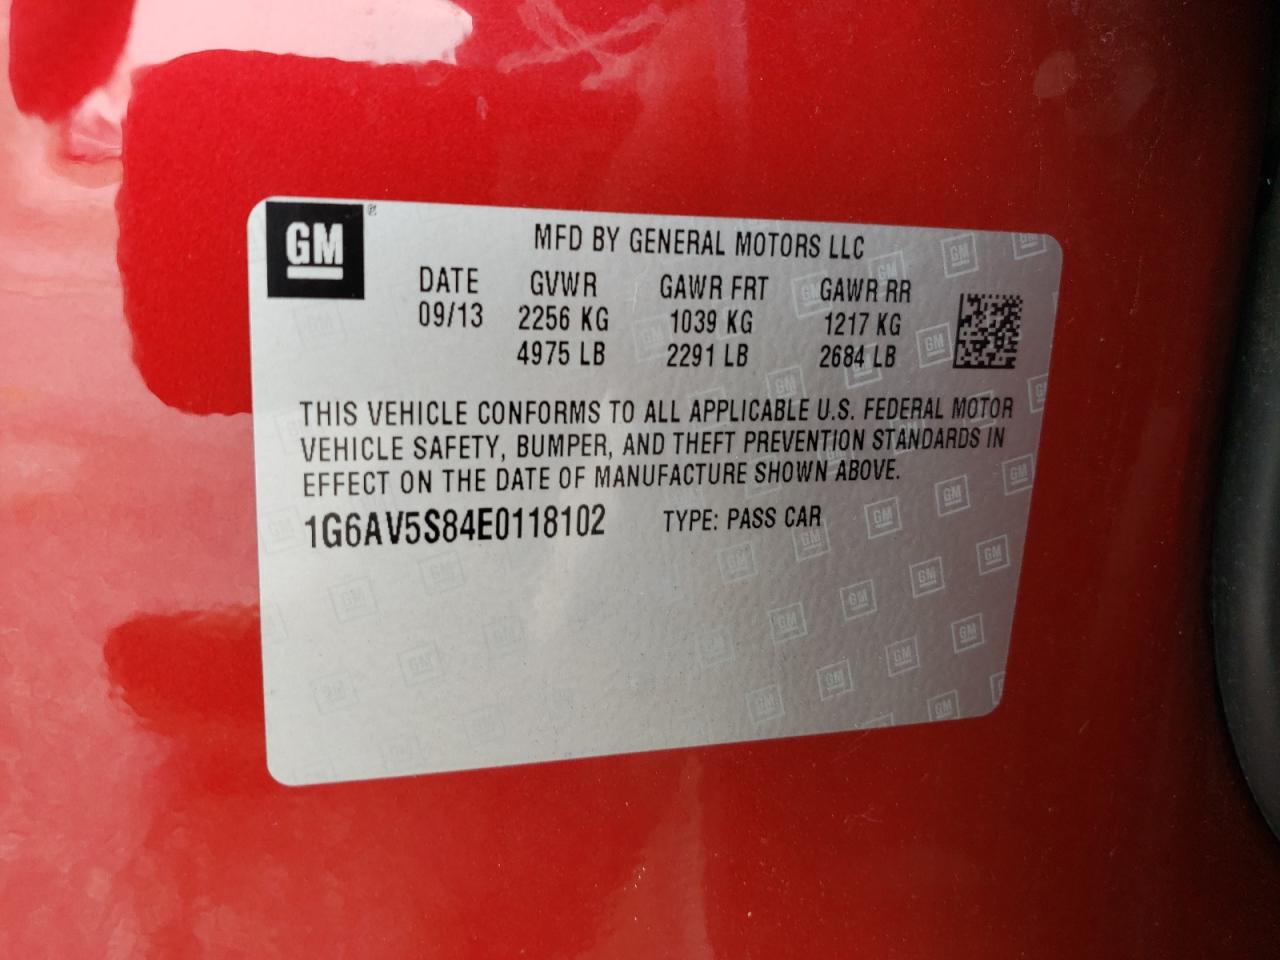 GM
MFD BY GENERAL MOTORS LLC
DATE GVWR GAWR FRT GAWR RR
09/13 2256 KG 1039 KG 1217 KG
4975 LB 2291 LB 2684 LB
THIS VEHICLE CONFORMS TO ALL APPLICABLE U.S. FEDERAL MOTOR
VEHICLE SAFETY, BUMPER, AND THEFT PREVENTION STANDARDS IN
EFFECT ON THE DATE OF MANUFACTURE SHOWN ABOVE.
1G6AV5S84E0118102 TYPE: PASS CAR